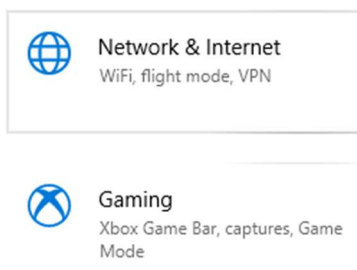 Network & Internet
WiFi, flight mode, VPN
Gaming
Xbox Game Bar, captures, Game
Mode